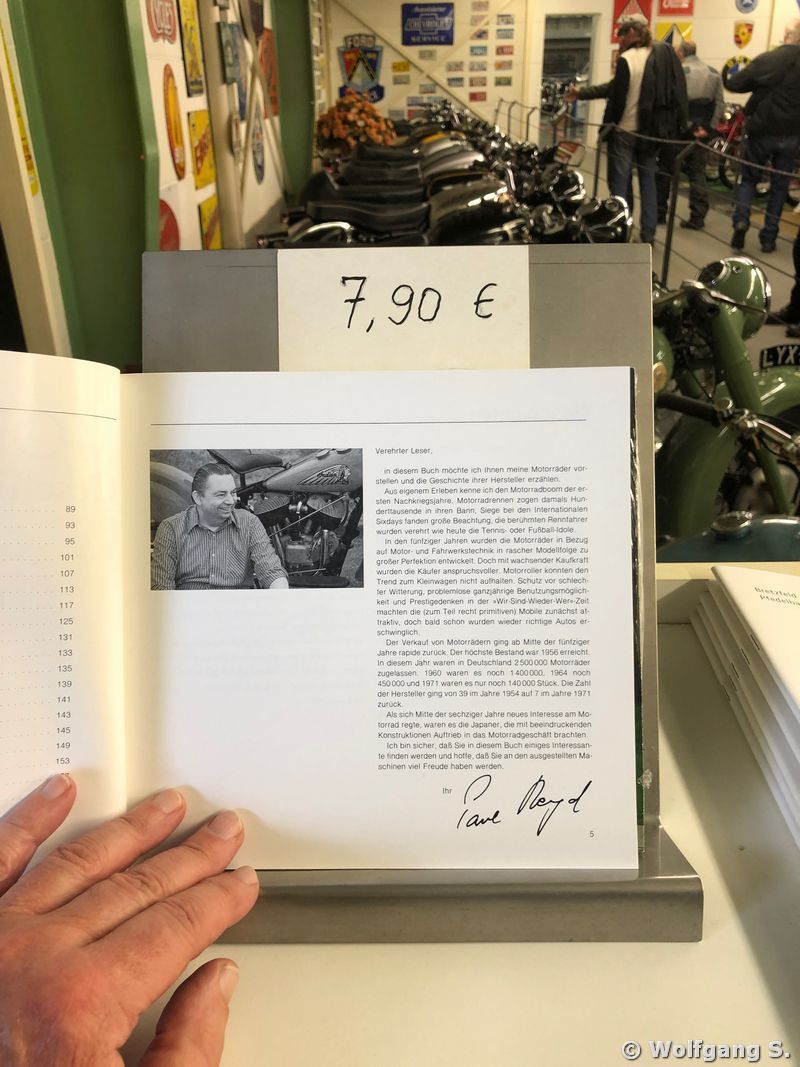 FORD
7,90 €
LYX
Indian
89
93
95
101
107
113
117
125
131
133
135
139
141
143
145
149
153
Verehrter Leser,
in diesem Buch möchte ich Ihnen meine Motorräder vor-
stellen und die Geschichte ihrer Hersteller erzählen.
Aus eigenem Erleben kenne ich den Motorradboom der er-
sten Nachkriegsjahre, Motorradrennen zogen damals Hun-
derttausende in ihren Bann, Siege bei den Internationalen
Sixdays fanden große Beachtung, die berühmten Rennfahrer
wurden verehrt wie heute die Tennis- oder Fußball-Idole.
In den fünfziger Jahren wurden die Motorräder in Bezug
auf Motor- und Fahrwerkstechnik in rascher Modellfolge zu
großer Perfektion entwickelt. Doch mit wachsender Kaufkraft
wurden die Käufer anspruchsvoller. Motorroller konnten den
Trend zum Kleinwagen nicht aufhalten. Schutz vor schlech-
ter Witterung, problemlose ganzjährige Benutzungsmöglich-
keit und Prestigedenken in der »Wir-Sind-Wieder-Wer«-Zeit
machten die (zum Teil recht primitiven) Mobile zunächst at-
traktiv, doch bald schon wurden wieder richtige Autos er-
schwinglich.
Der Verkauf von Motorrädern ging ab Mitte der fünfziger
Jahre rapide zurück. Der höchste Bestand war 1956 erreicht.
In diesem Jahr waren in Deutschland 2 500 000 Motorräder
zugelassen. 1960 waren es noch 1 400 000, 1964 noch
450 000 und 1971 waren es nur noch 140 000 Stück. Die Zahl
der Hersteller ging von 39 im Jahre 1954 auf 7 im Jahre 1971
zurück.
Als sich Mitte der sechziger Jahre neues Interesse am Mo-
torrad regte, waren es die Japaner, die mit beeindruckenden
Konstruktionen Auftrieb in das Motorradgeschäft brachten.
Ich bin sicher, daß Sie in diesem Buch einiges Interessan-
te finden werden und hoffe, daß Sie an den ausgestellten Ma-
schinen viel Freude haben werden.
Ihr
5
Bretzfeld
Pfedelba
© Wolfgang S.